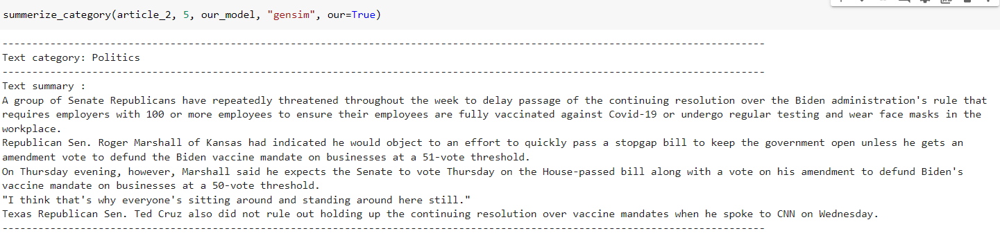 summerize_category(article_2, 5, our_model, "gensim", our=True)
--------------------------------------------------------------------------------------------------------------------------------
Text category: Politics
--------------------------------------------------------------------------------------------------------------------------------
Text summary :
A group of Senate Republicans have repeatedly threatened throughout the week to delay passage of the continuing resolution over the Biden administration's rule that
requires employers with 100 or more employees to ensure their employees are fully vaccinated against Covid-19 or undergo regular testing and wear face masks in the
workplace.
Republican Sen. Roger Marshall of Kansas had indicated he would object to an effort to quickly pass a stopgap bill to keep the government open unless he gets an
amendment vote to defund the Biden vaccine mandate on businesses at a 51-vote threshold.
On Thursday evening, however, Marshall said he expects the Senate to vote Thursday on the House-passed bill along with a vote on his amendment to defund Biden's
vaccine mandate on businesses at a 50-vote threshold.
"I think that's why everyone's sitting around and standing around here still."
Texas Republican Sen. Ted Cruz also did not rule out holding up the continuing resolution over vaccine mandates when he spoke to CNN on Wednesday.
--------------------------------------------------------------------------------------------------------------------------------